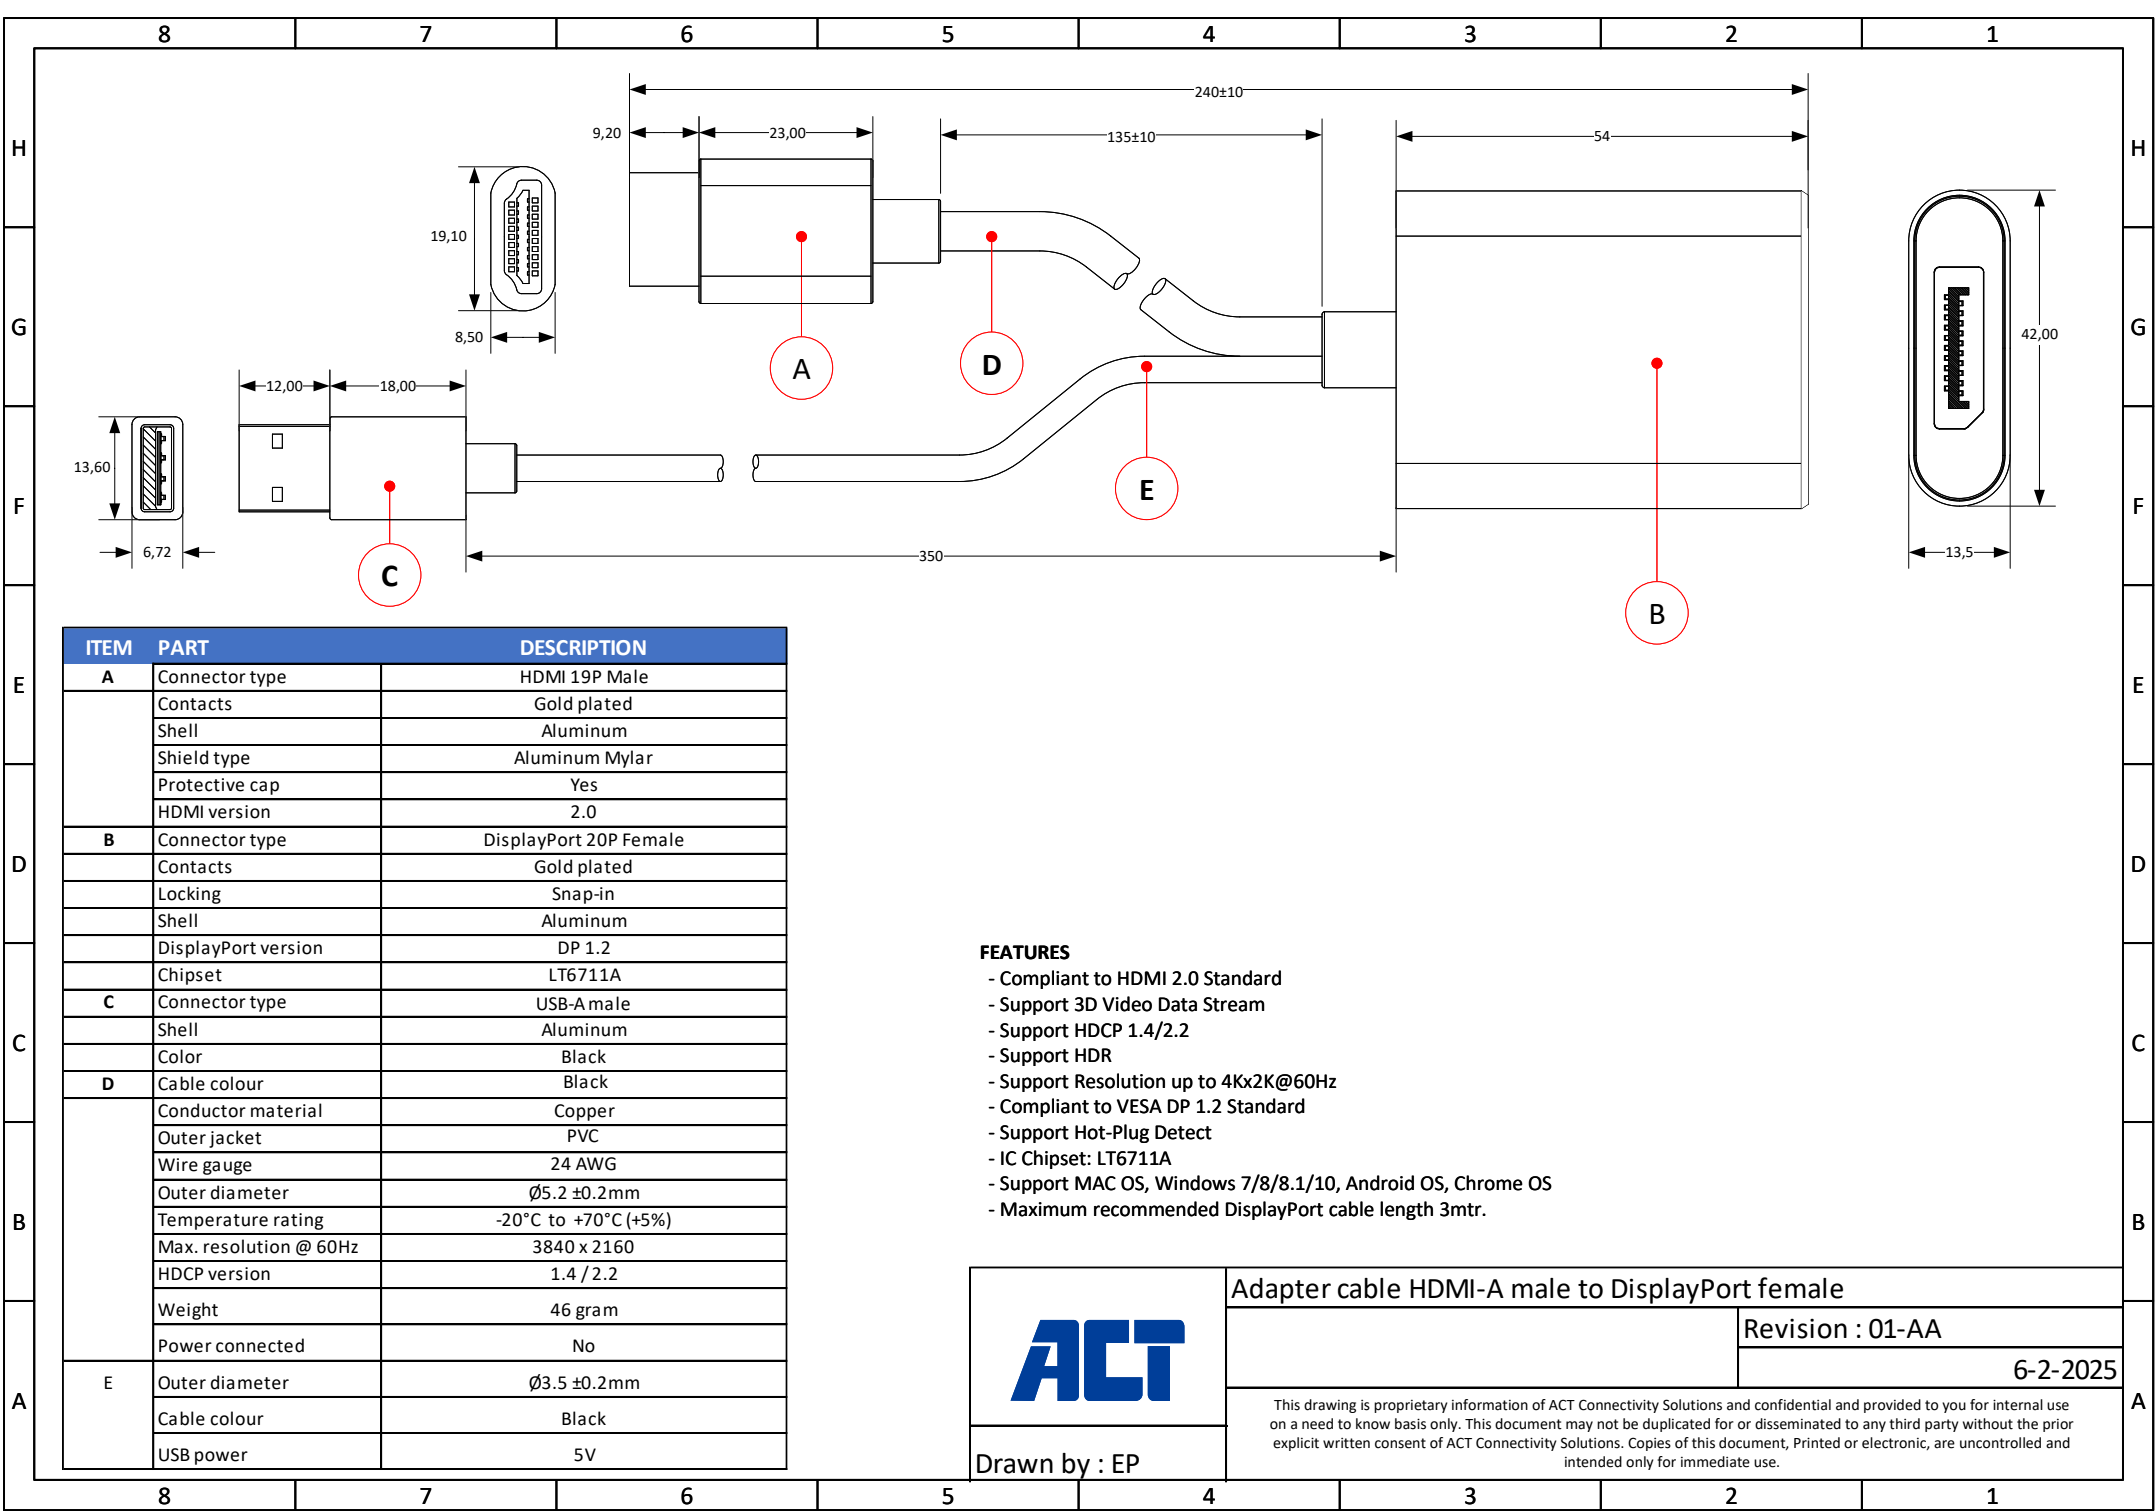 8 7 6 5 4 3 2 1
H H
G G
F F
E E
D D
C C
B B
A A
240±10
9,20 23,00 135±10 54
19,10
8,50
42,00
12,00 18,00
13,60
6,72
350
13,5
A
D
E
C
B
ITEM PART DESCRIPTION
A Connector type HDMI 19P Male
Contacts Gold plated
Shell Aluminum
Shield type Aluminum Mylar
Protective cap Yes
HDMI version 2.0
B Connector type DisplayPort 20P Female
Contacts Gold plated
Locking Snap-in
Shell Aluminum
DisplayPort version DP 1.2
Chipset LT6711A
C Connector type USB-A male
Shell Aluminum
Color Black
D Cable colour Black
Conductor material Copper
Outer jacket PVC
Wire gauge 24 AWG
Outer diameter Ø5.2 ±0.2mm
Temperature rating -20°C to +70°C (+5%)
Max. resolution @ 60Hz 3840 x 2160
HDCP version 1.4 / 2.2
Weight 46 gram
Power connected No
E Outer diameter Ø3.5 ±0.2mm
Cable colour Black
USB power 5V
FEATURES
- Compliant to HDMI 2.0 Standard
- Support 3D Video Data Stream
- Support HDCP 1.4/2.2
- Support HDR
- Support Resolution up to 4Kx2K@60Hz
- Compliant to VESA DP 1.2 Standard
- Support Hot-Plug Detect
- IC Chipset: LT6711A
- Support MAC OS, Windows 7/8/8.1/10, Android OS, Chrome OS
- Maximum recommended DisplayPort cable length 3mtr.
ACT
Adapter cable HDMI-A male to DisplayPort female
Revision : 01-AA
6-2-2025
Drawn by : EP
This drawing is proprietary information of ACT Connectivity Solutions and confidential and provided to you for internal use
on a need to know basis only. This document may not be duplicated for or disseminated to any third party without the prior
explicit written consent of ACT Connectivity Solutions. Copies of this document, Printed or electronic, are uncontrolled and
intended only for immediate use.
8 7 6 5 4 3 2 1